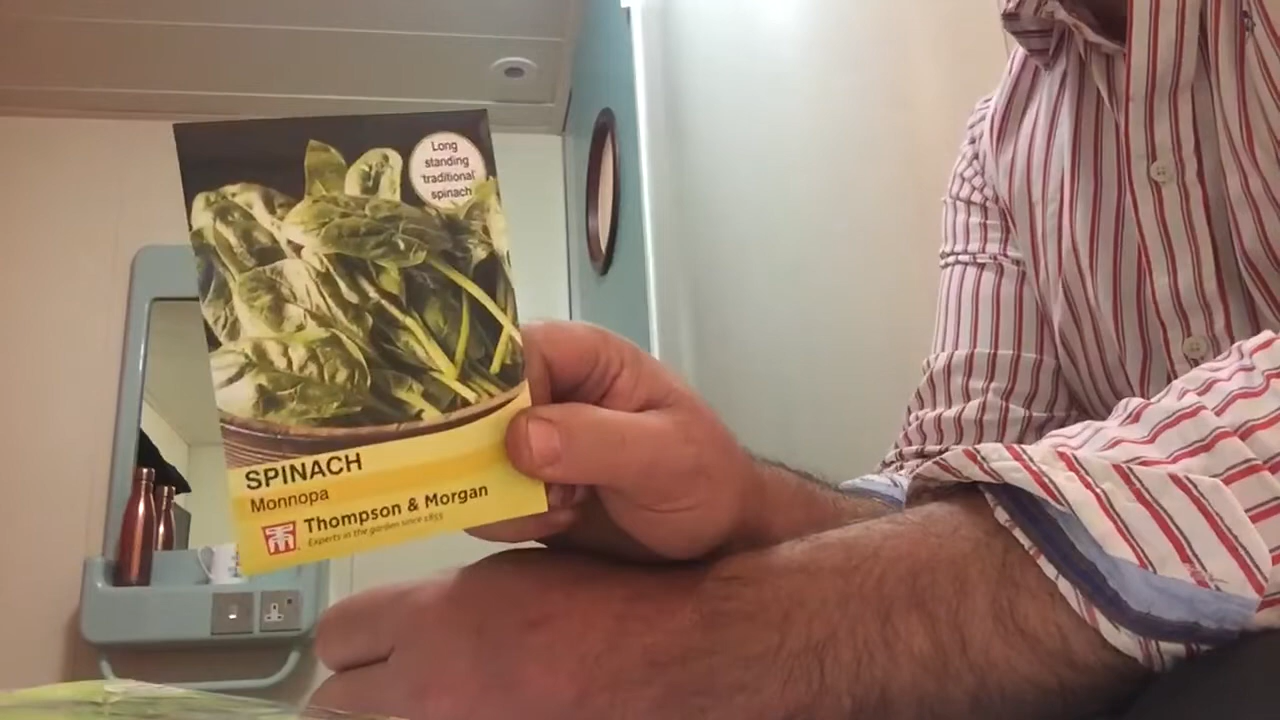 Long
standing
'traditional'
spinach
SPINACH
Monnopa
Thompson & Morgan
Experts in the garden since 1855